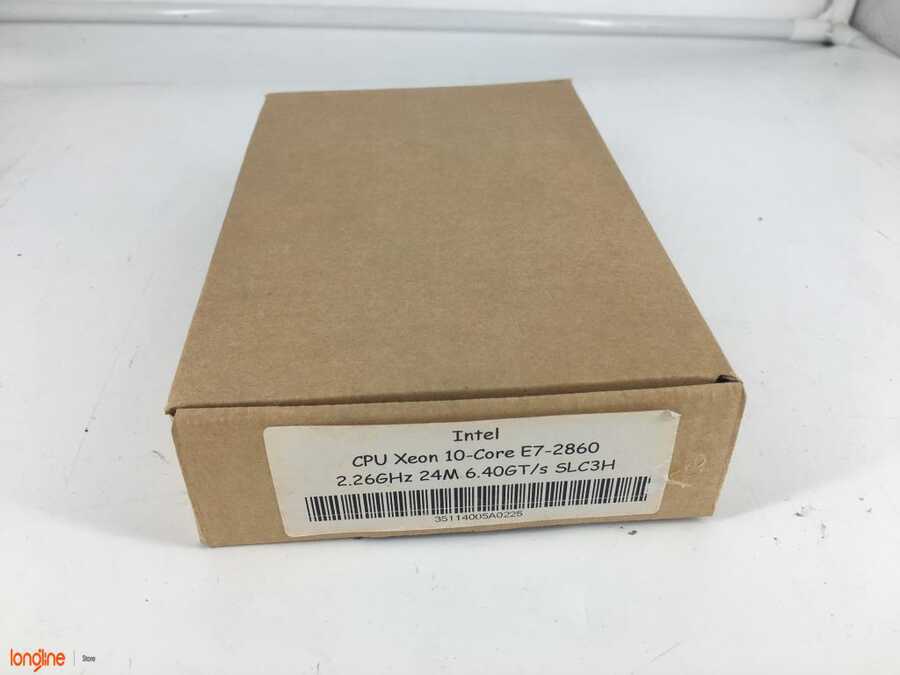 Intel
CPU Xeon 10-Core E7-2860
2.26GHz 24M 6.40GT/s SLC3H
35114005A0225
longline | Store